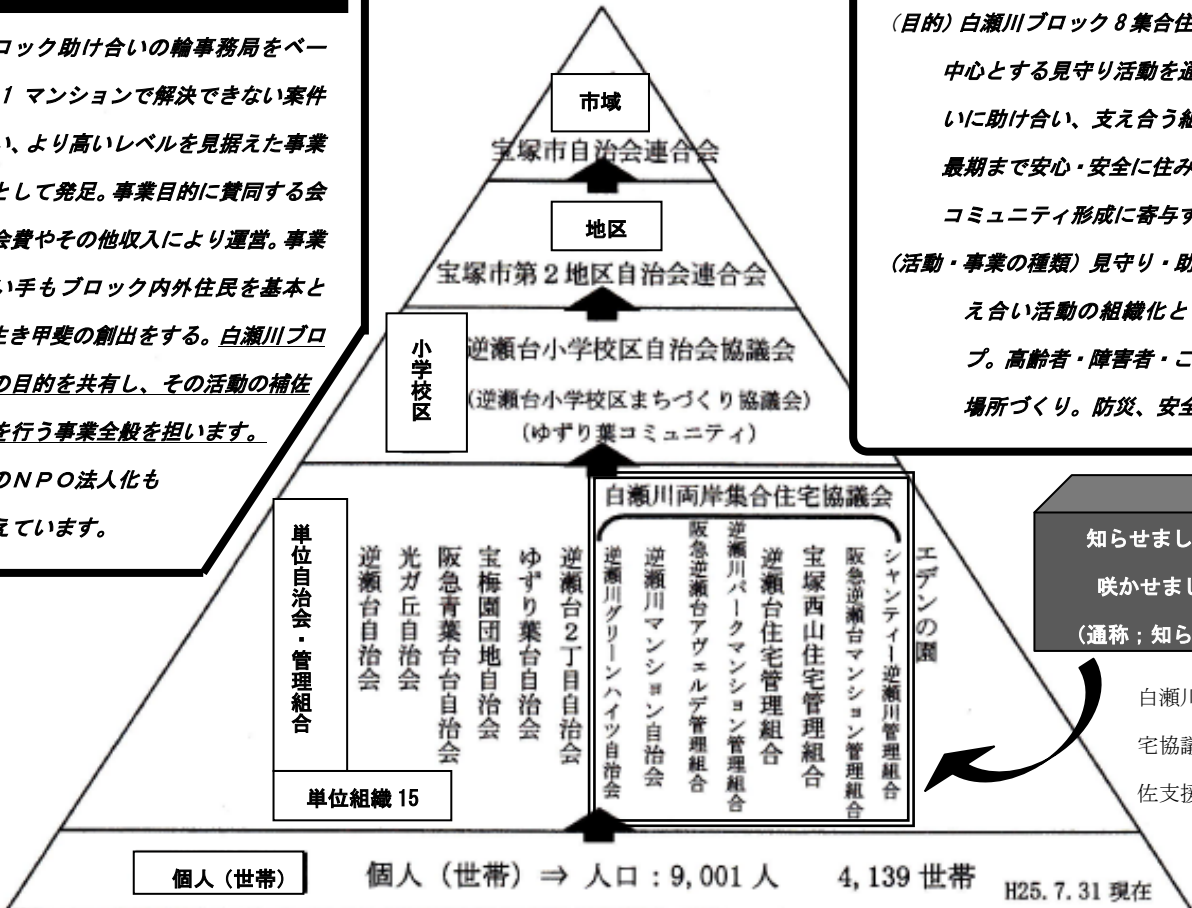 ロック助け合いの輪事務局をベー
1 マンションで解決できない案件
い、より高いレベルを見据えた事業
として発足。事業目的に賛同する会
会費やその他収入により運営。事業
い手もブロック内外住民を基本と
生き甲斐の創出をする。白瀬川ブロ
の目的を共有し、その活動の補佐
を行う事業全般を担います。
のNPO法人化も
えています。
(目的)白瀬川ブロック8集合住
中心とする見守り活動を通
いに助け合い、支え合う組
最期まで安心・安全に住み
コミュニティ形成に寄与す
(活動・事業の種類)見守り・助
え合い活動の組織化と
プ。高齢者・障害者・こ
場所づくり。防災、安全
市域
宝塚市自治会連合会
地区
宝塚市第2地区自治会連合会
小学校区
逆瀬台小学校区自治会協議会
(逆瀬台小学校区まちづくり協議会)
(ゆずり葉コミュニティ)
単位自治会・管理組合
単位組織15
逆瀬台自治会
光ガ丘自治会
阪急青葉台自治会
宝梅園団地自治会
ゆずり葉台自治会
逆瀬台2丁目自治会
白瀬川両岸集合住宅協議会
逆瀬川グリーンハイツ自治会
逆瀬川マンション自治会
阪急逆瀬台アヴェルデ管理組合
逆瀬川パークマンション管理組合
逆瀬台住宅管理組合
宝塚西山住宅管理組合
阪急逆瀬台マンション管理組合
シャンティー逆瀬川管理組合
エデンの園
知らせまし
咲かせまし
(通称;知ら
白瀬川
宅協議
佐支援
個人(世帯)
個人(世帯)⇒ 人口:9,001人 4,139世帯
H25.7.31 現在